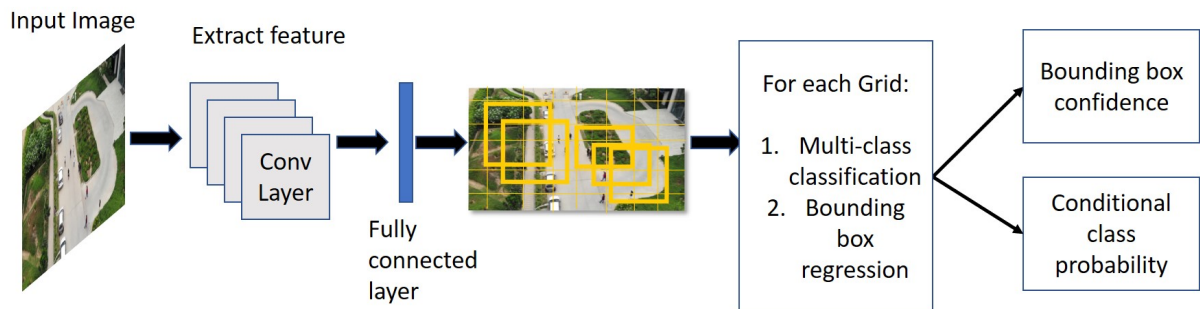 Input Image
Extract feature
Conv
Layer
Fully
connected
layer
For each Grid:
1. Multi-class
classification
2. Bounding
box
regression
Bounding box
confidence
Conditional
class
probability